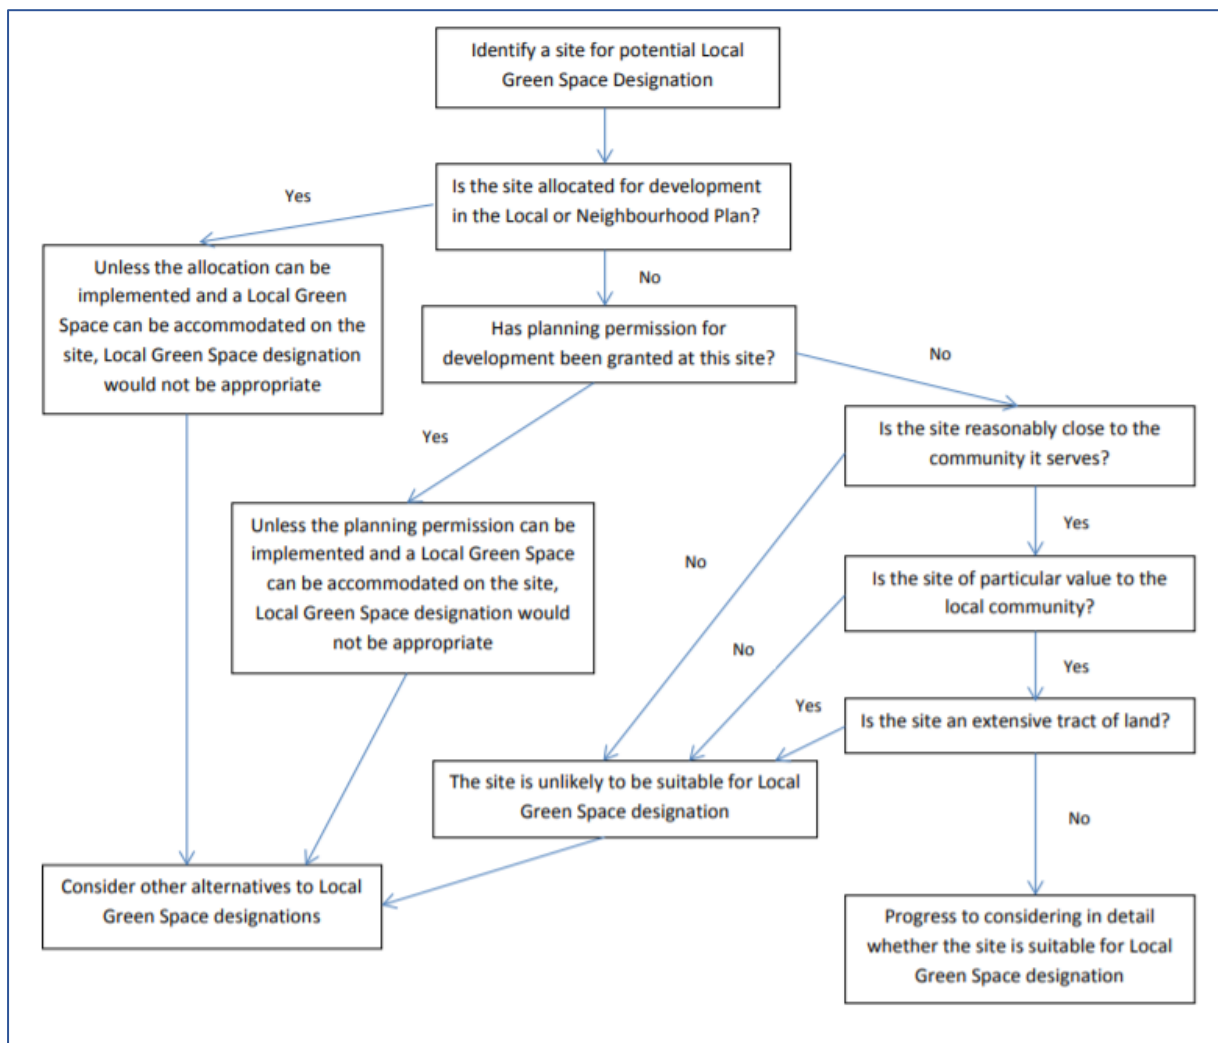 Identify a site for potential Local
Green Space Designation
Is the site allocated for development
in the Local or Neighbourhood Plan?
Yes
Unless the allocation can be
implemented and a Local Green
Space can be accommodated on the
site, Local Green Space designation
would not be appropriate
No
Has planning permission for
development been granted at this site?
No
Yes
Is the site reasonably close to the
community it serves?
Unless the planning permission can be
implemented and a Local Green Space
can be accommodated on the site,
Local Green Space designation would
not be appropriate
Yes
No
Is the site of particular value to the
local community?
No
Yes
Yes
Is the site an extensive tract of land?
The site is unlikely to be suitable for Local
Green Space designation
No
Consider other alternatives to Local
Green Space designations
Progress to considering in detail
whether the site is suitable for Local
Green Space designation